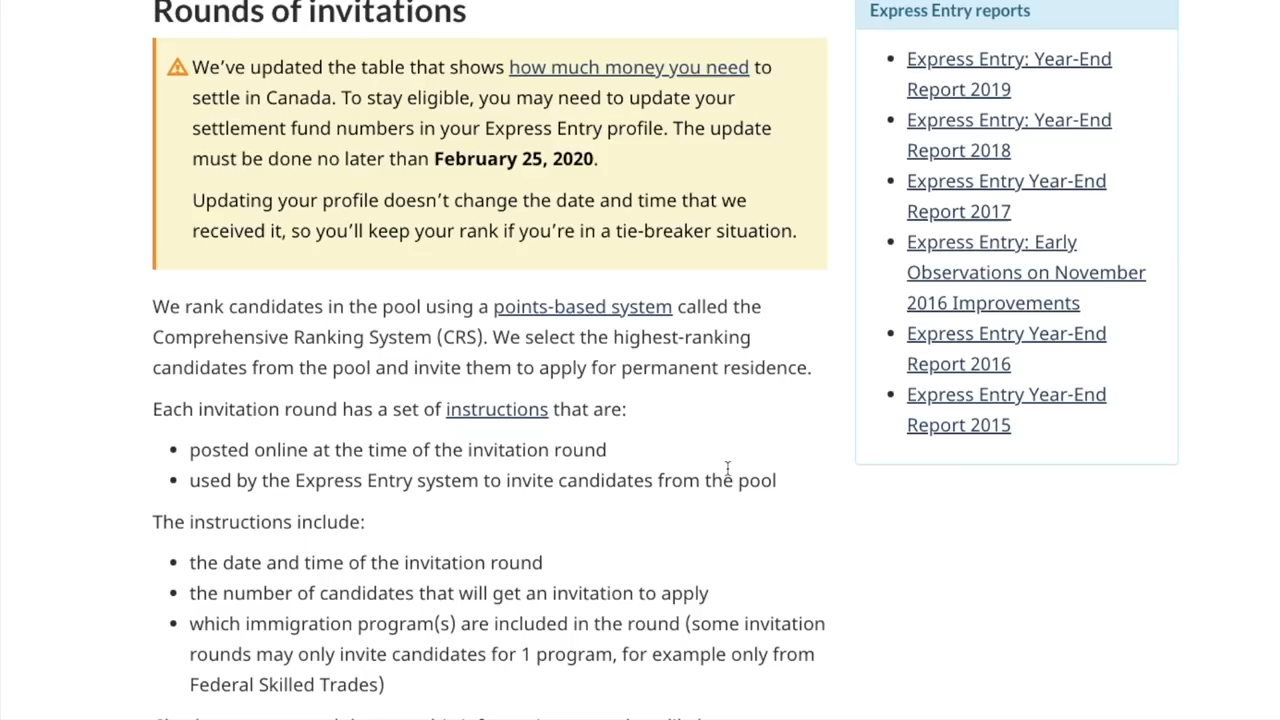 Rounds of invitations
We’ve updated the table that shows how much money you need to
settle in Canada. To stay eligible, you may need to update your
settlement fund numbers in your Express Entry profile. The update
must be done no later than February 25, 2020.
Updating your profile doesn’t change the date and time that we
received it, so you’ll keep your rank if you’re in a tie-breaker situation.
We rank candidates in the pool using a points-based system called the
Comprehensive Ranking System (CRS). We select the highest-ranking
candidates from the pool and invite them to apply for permanent residence.
Each invitation round has a set of instructions that are:
• posted online at the time of the invitation round
• used by the Express Entry system to invite candidates from the pool
The instructions include:
• the date and time of the invitation round
• the number of candidates that will get an invitation to apply
• which immigration program(s) are included in the round (some invitation
rounds may only invite candidates for 1 program, for example only from
Federal Skilled Trades)
Express Entry reports
• Express Entry: Year-End
Report 2019
• Express Entry: Year-End
Report 2018
• Express Entry Year-End
Report 2017
• Express Entry: Early
Observations on November
2016 Improvements
• Express Entry Year-End
Report 2016
• Express Entry Year-End
Report 2015